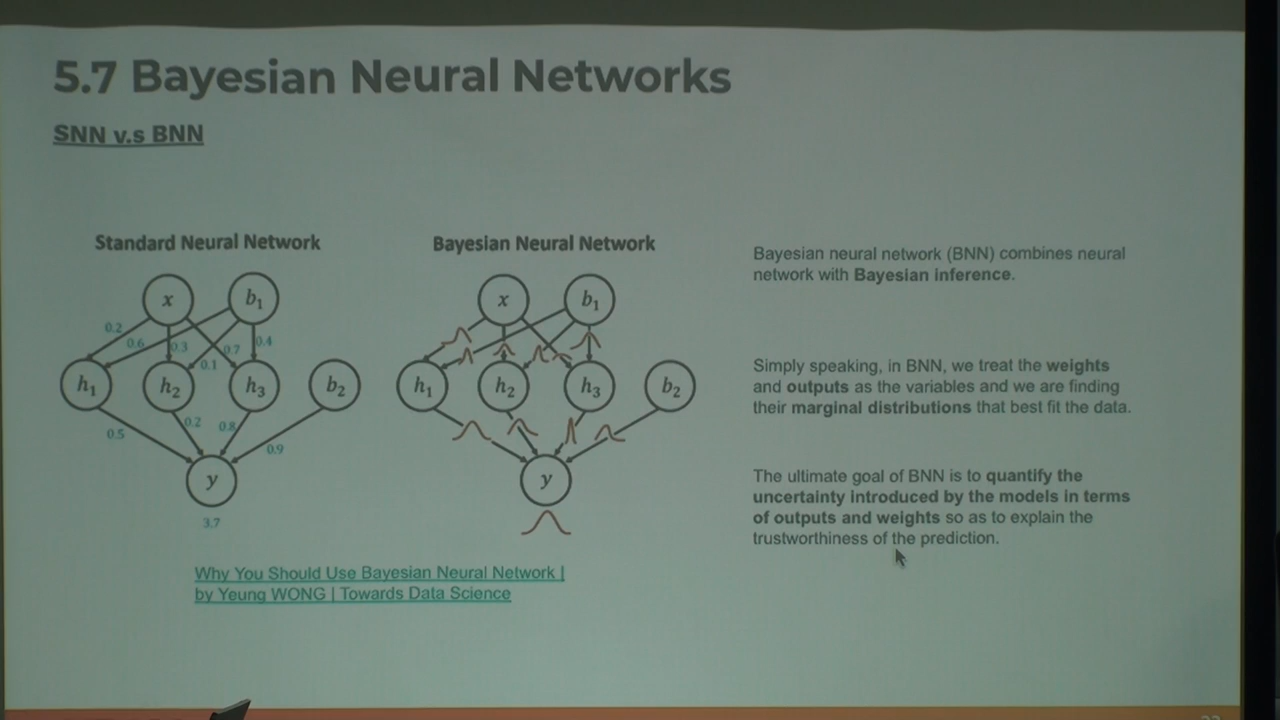 5.7 Bayesian Neural Networks
SNN v.s BNN
Standard Neural Network
x
b1
0.2
0.6
0.3
0.7
0.4
0.1
h1
h2
h3
b2
0.5
0.2
0.8
0.9
y
3.7
Bayesian Neural Network
x
b1
h1
h2
h3
b2
y
Why You Should Use Bayesian Neural Network |
by Yeung WONG | Towards Data Science
Bayesian neural network (BNN) combines neural
network with Bayesian inference.
Simply speaking, in BNN, we treat the weights
and outputs as the variables and we are finding
their marginal distributions that best fit the data.
The ultimate goal of BNN is to quantify the
uncertainty introduced by the models in terms
of outputs and weights so as to explain the
trustworthiness of the prediction.